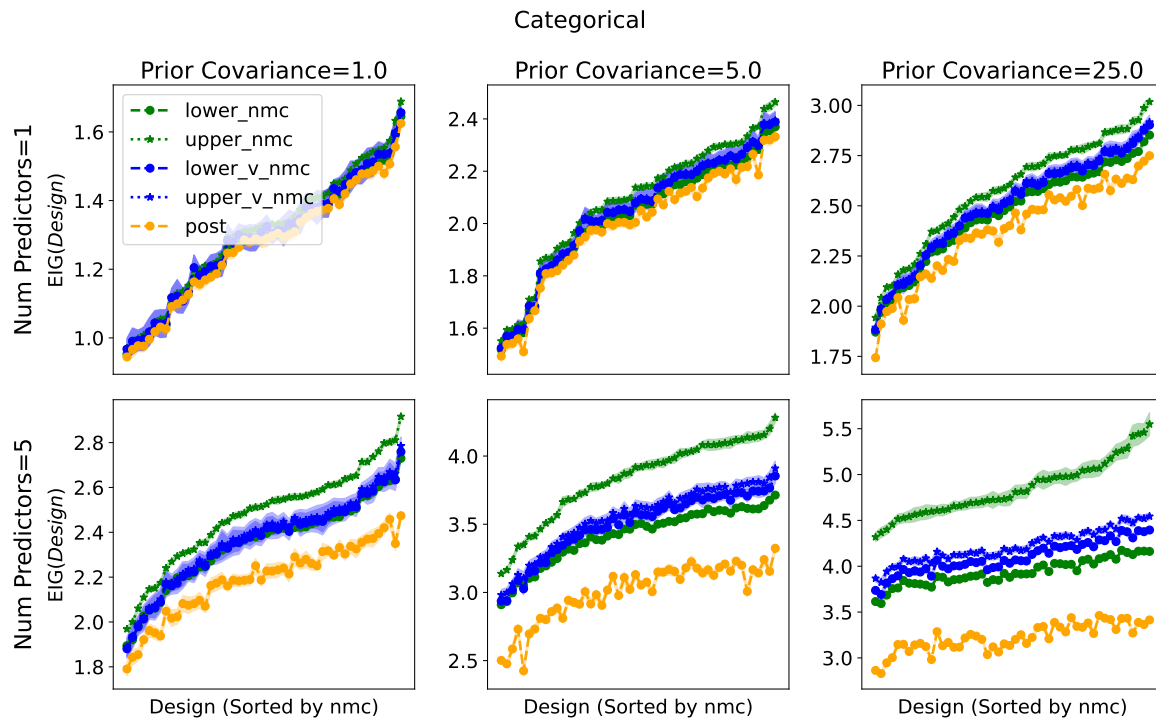 Categorical
Prior Covariance=1.0
Prior Covariance=5.0
Prior Covariance=25.0
Num Predictors=1
EIG(Design)
1.6
1.4
1.2
1.0
lower_nmc
upper_nmc
lower_v_nmc
upper_v_nmc
post
2.4
2.2
2.0
1.8
1.6
3.00
2.75
2.50
2.25
2.00
1.75
Num Predictors=5
EIG(Design)
2.8
2.6
2.4
2.2
2.0
1.8
4.0
3.5
3.0
2.5
5.5
5.0
4.5
4.0
3.5
3.0
Design (Sorted by nmc)
Design (Sorted by nmc)
Design (Sorted by nmc)